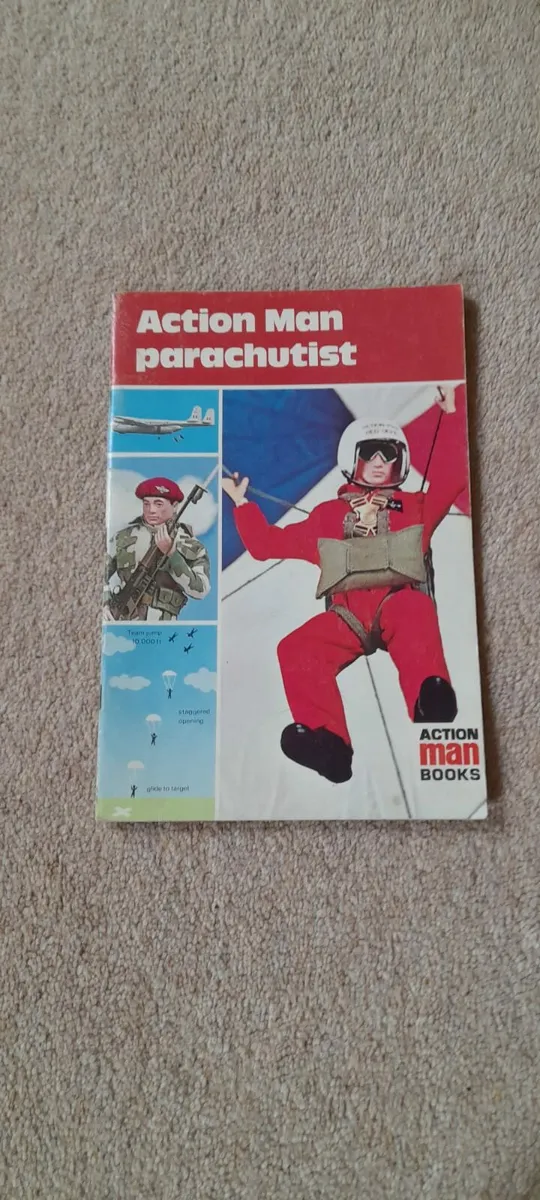 Action Man
parachutist
Team jump
10,000 ft
staggered
opening
glide to target
ACTION
man
BOOKS